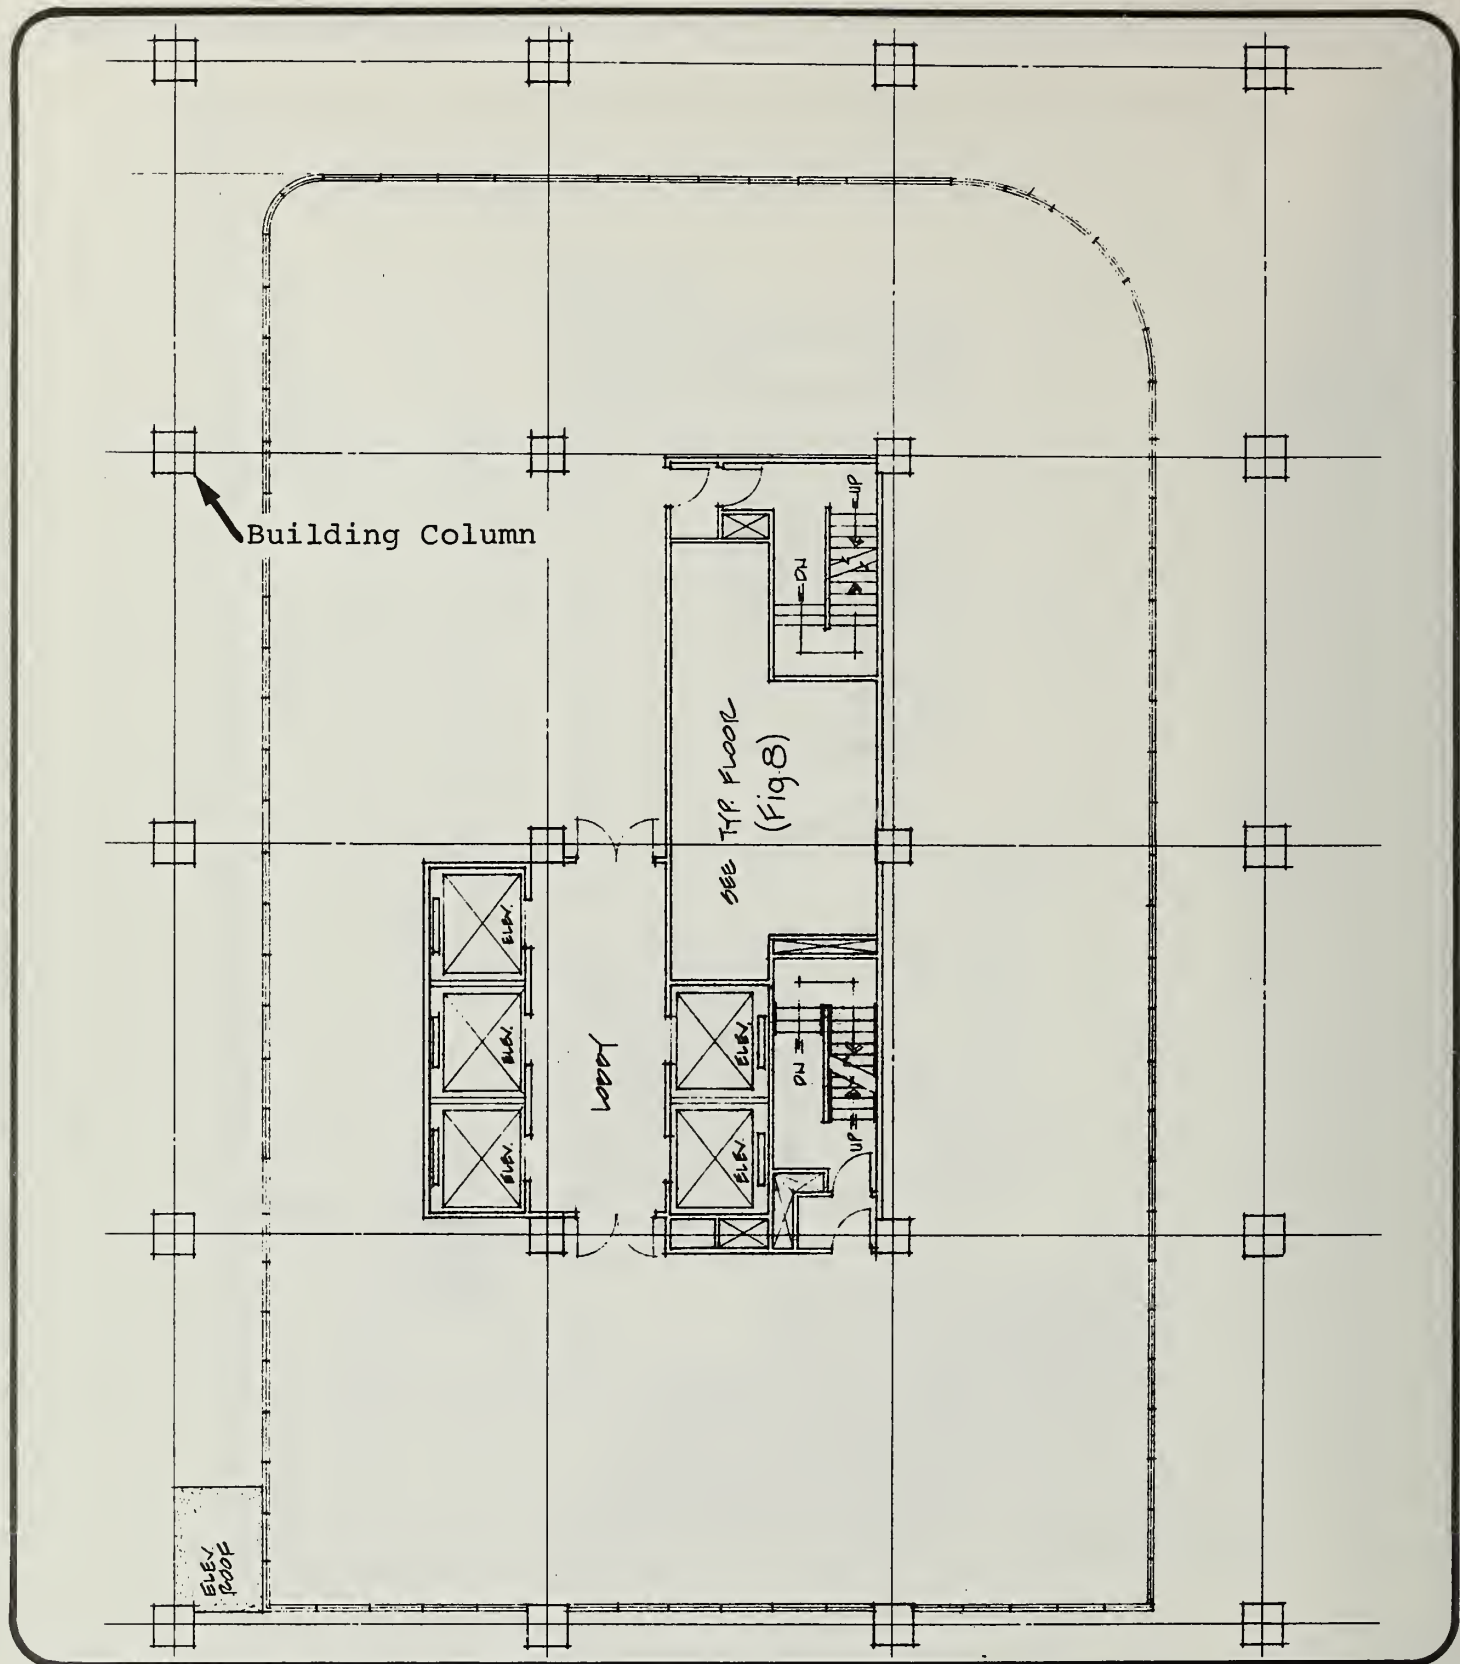 Building Column
UP
DN
SEE TYP. FLOOR
(Fig.8)
ELEV.
ELEV.
ELEV.
LOBBY
ELEV.
ELEV.
DN
UP
ELEV.
ROOF